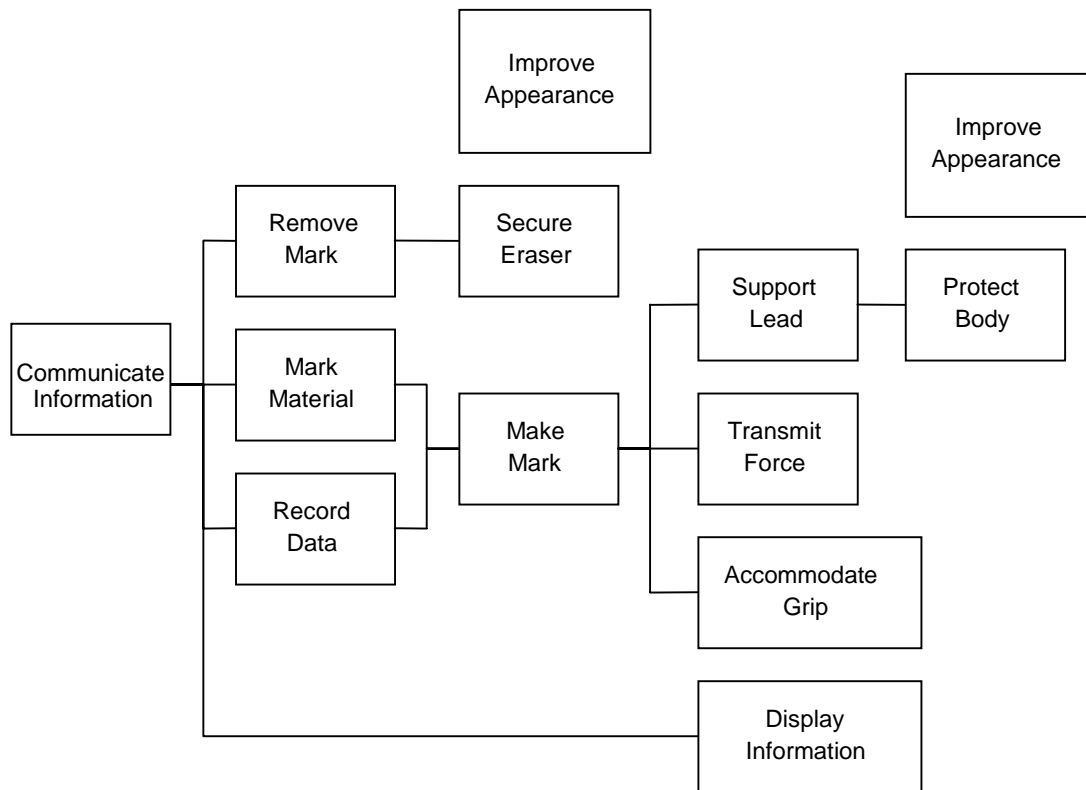 Improve
Appearance
Improve
Appearance
Remove
Mark
Secure
Eraser
Support
Lead
Protect
Body
Communicate
Information
Mark
Material
Make
Mark
Transmit
Force
Record
Data
Accommodate
Grip
Display
Information